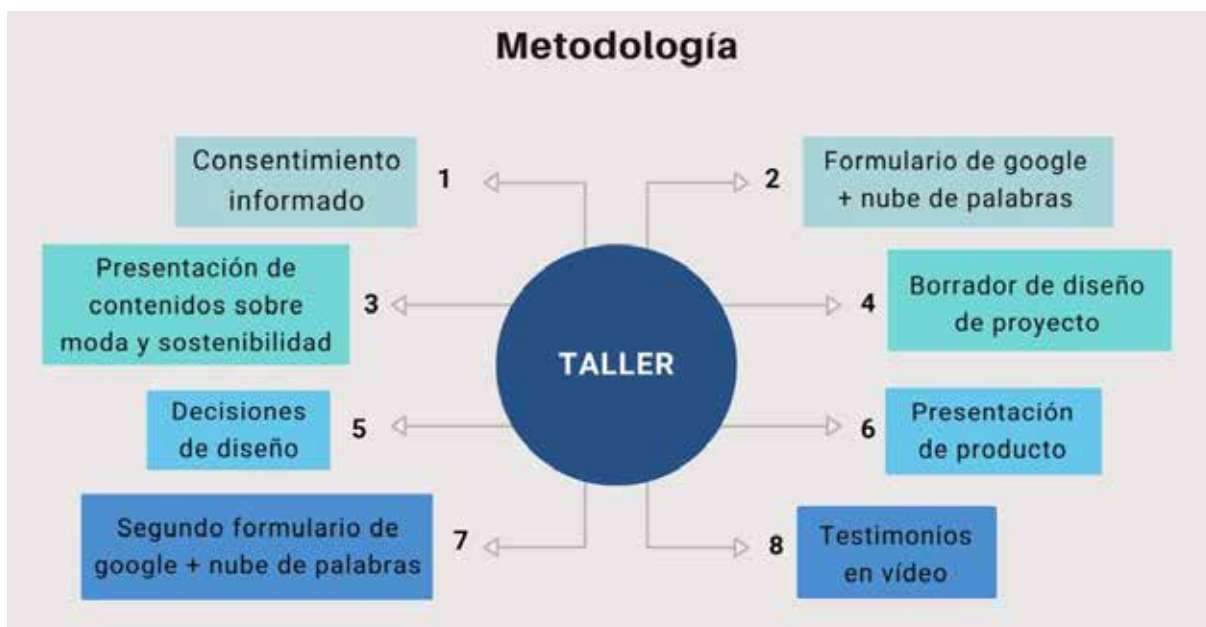 Metodología
Consentimiento
informado
1
2
Formulario de google
+ nube de palabras
Presentación de
contenidos sobre
moda y sostenibilidad
3
4
Borrador de diseño
de proyecto
TALLER
Decisiones
de diseño
5
6
Presentación
de producto
Segundo formulario de
google + nube de palabras
7
8
Testimonios
en vídeo